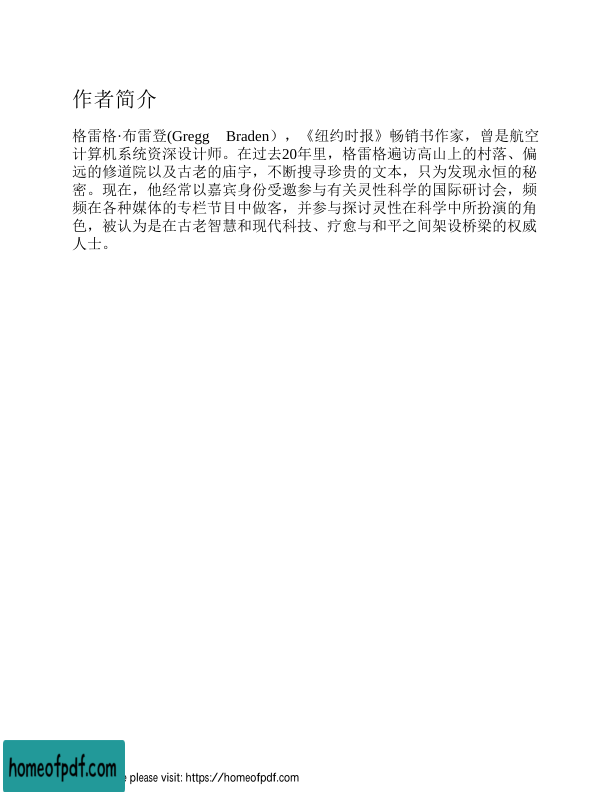 作者简介
格雷格·布雷登(Gregg Braden），《纽约时报》畅销书作家，曾是航空
计算机系统资深设计师。在过去20年里，格雷格遍访高山上的村落、偏
远的修道院以及古老的庙宇，不断搜寻珍贵的文本，只为发现永恒的秘
密。现在，他经常以嘉宾身份受邀参与有关灵性科学的国际研讨会，频
频在各种媒体的专栏节目中做客，并参与探讨灵性在科学中所扮演的角
色，被认为是在古老智慧和现代科技、疗愈与和平之间架设桥梁的权威
人士。
homeofpdf.com
please visit: https://homeofpdf.com